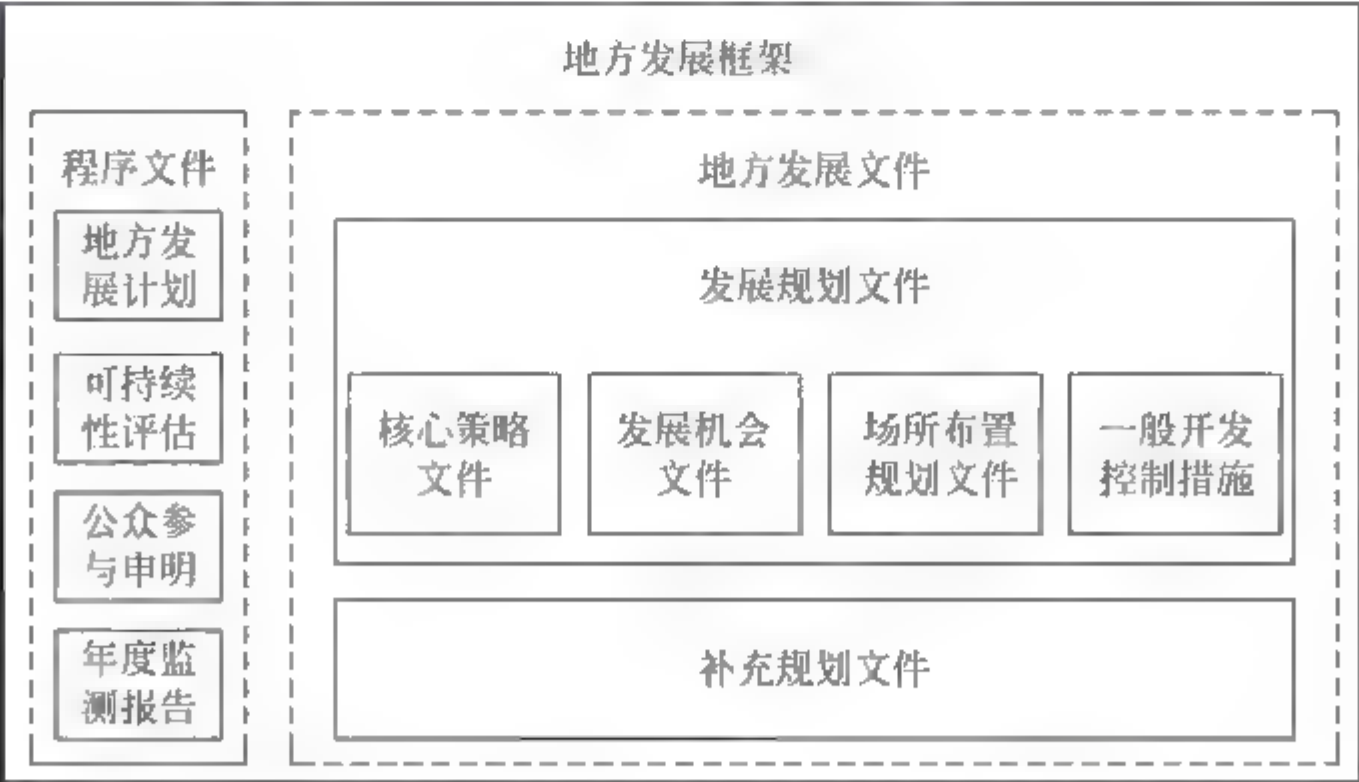 地方发展框架
程序文件
地方发
展计划
可持续
性评估
公众参
与申明
年度监
测报告
地方发展文件
发展规划文件
核心策略
文件
发展机会
文件
场所布置
规划文件
一般开发
控制措施
补充规划文件